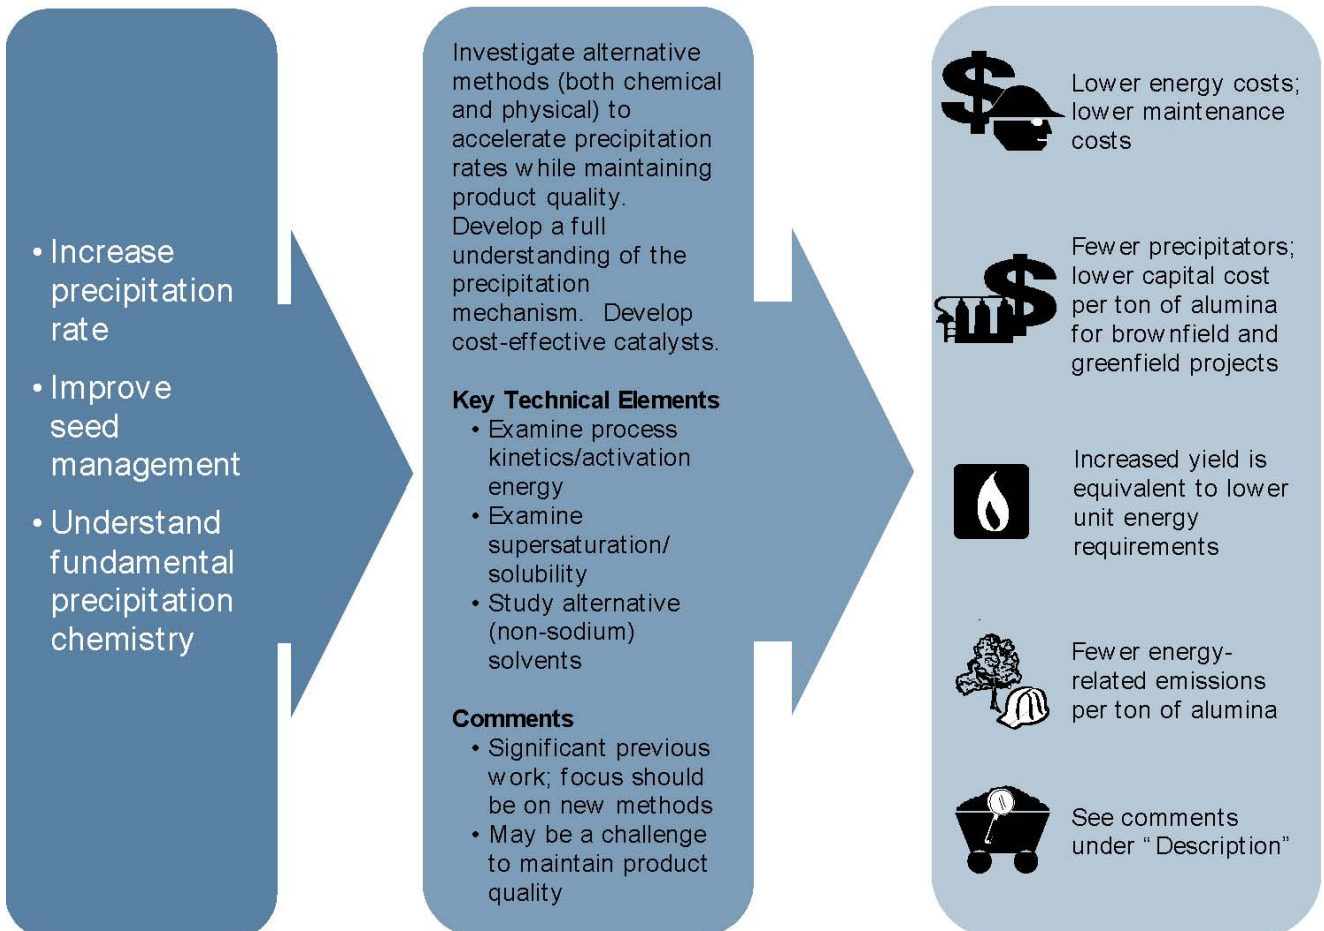 • Increase
precipitation
rate
• Improve
seed
management
• Understand
fundamental
precipitation
chemistry
Investigate alternative
methods (both chemical
and physical) to
accelerate precipitation
rates while maintaining
product quality.
Develop a full
understanding of the
precipitation
mechanism. Develop
cost-effective catalysts.
Key Technical Elements
• Examine process
kinetics/activation
energy
• Examine
supersaturation/
solubility
• Study alternative
(non-sodium)
solvents
Comments
• Significant previous
work; focus should
be on new methods
• May be a challenge
to maintain product
quality
$
Lower energy costs;
lower maintenance
costs
$
Fewer precipitators;
lower capital cost
per ton of alumina
for brownfield and
greenfield projects
Increased yield is
equivalent to lower
unit energy
requirements
Fewer energy-
related emissions
per ton of alumina
See comments
under “Description”